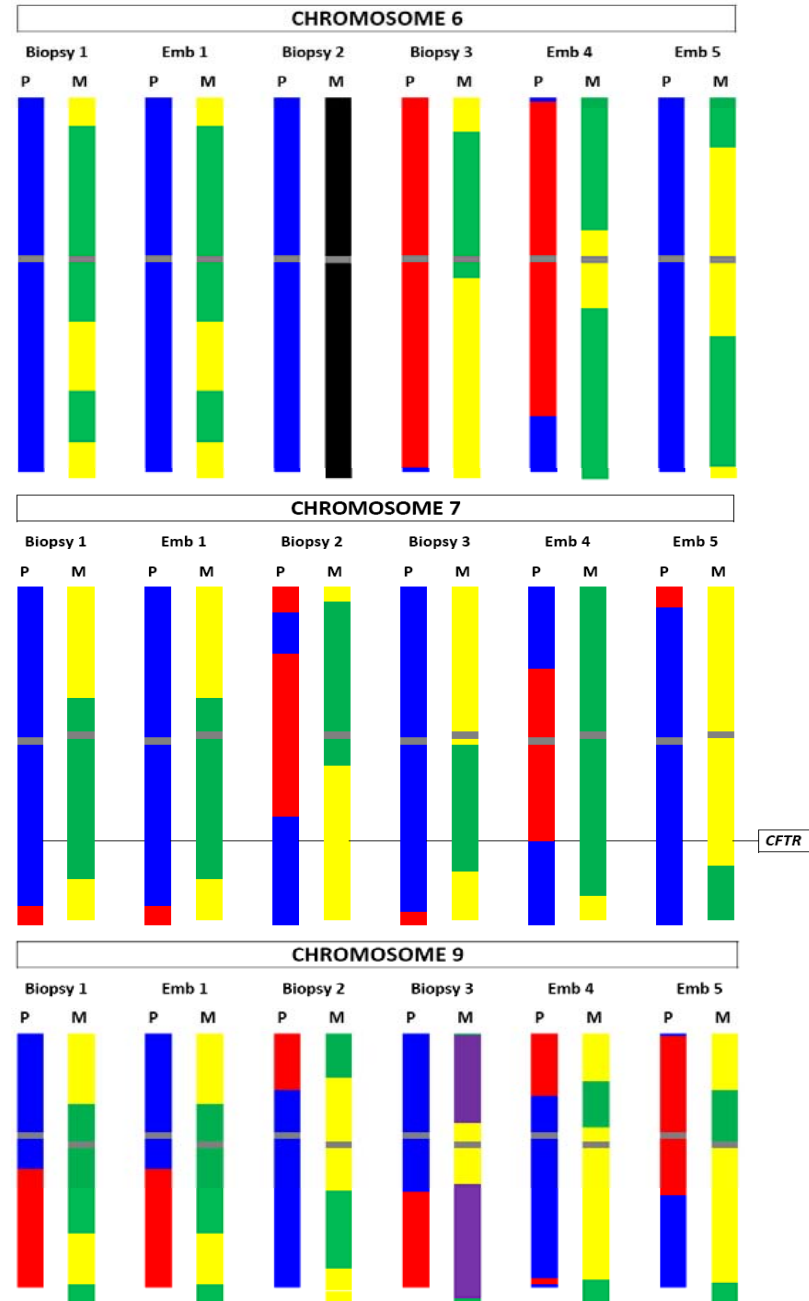 CHROMOSOME 6
Biopsy 1 Emb 1 Biopsy 2 Biopsy 3 Emb 4 Emb 5
P M P M P M P M P M P M
CHROMOSOME 7
Biopsy 1 Emb 1 Biopsy 2 Biopsy 3 Emb 4 Emb 5
P M P M P M P M P M P M
CFTR
CHROMOSOME 9
Biopsy 1 Emb 1 Biopsy 2 Biopsy 3 Emb 4 Emb 5
P M P M P M P M P M P M